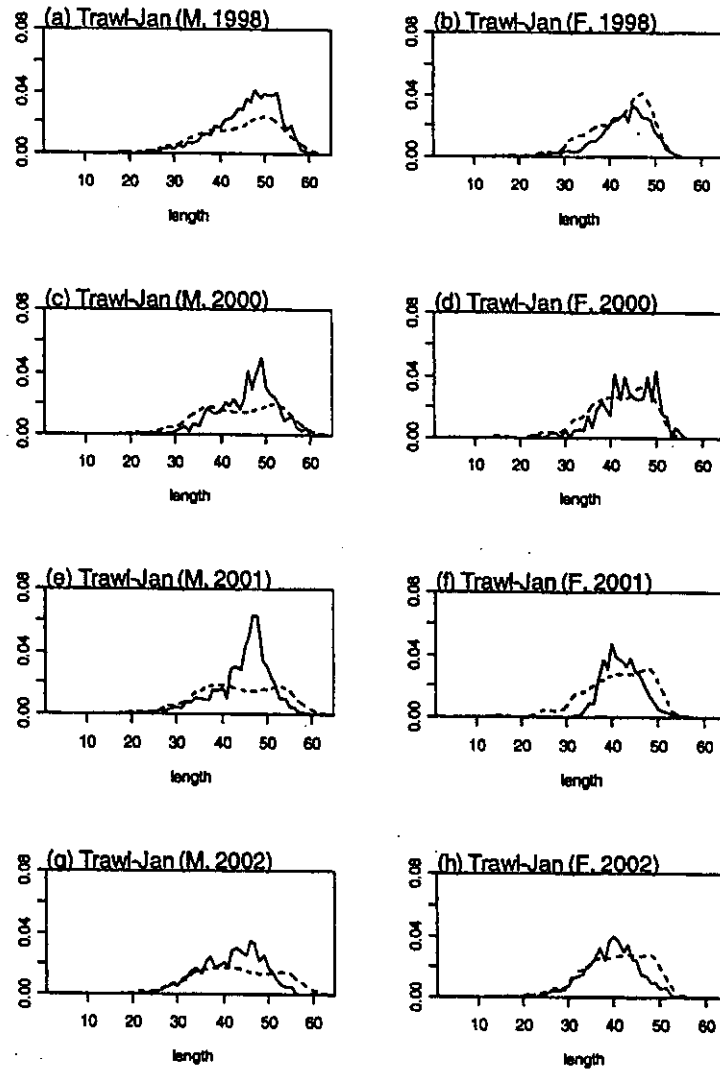 (a) Trawl-Jan (M, 1998)
0.08
0.04
0.00
10 20 30 40 50 60
length
(b) Trawl-Jan (F, 1998)
0.08
0.04
0.00
10 20 30 40 50 60
length
(c) Trawl-Jan (M, 2000)
0.08
0.04
0.00
10 20 30 40 50 60
length
(d) Trawl-Jan (F, 2000)
0.08
0.04
0.00
10 20 30 40 50 60
length
(e) Trawl-Jan (M, 2001)
0.08
0.04
0.00
10 20 30 40 50 60
length
(f) Trawl-Jan (F, 2001)
0.08
0.04
0.00
10 20 30 40 50 60
length
(g) Trawl-Jan (M, 2002)
0.08
0.04
0.00
10 20 30 40 50 60
length
(h) Trawl-Jan (F, 2002)
0.08
0.04
0.00
10 20 30 40 50 60
length